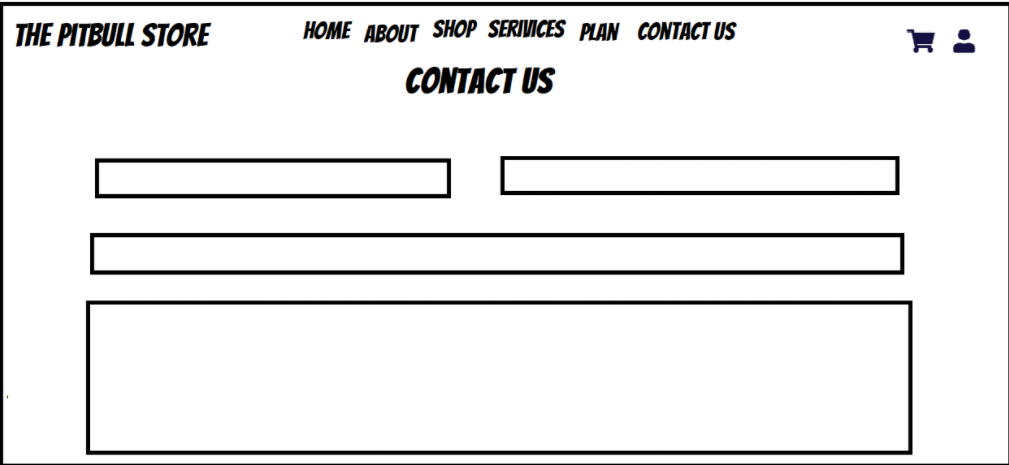 THE PITBULL STORE
HOME ABOUT SHOP SERIVICES PLAN CONTACT US
CONTACT US